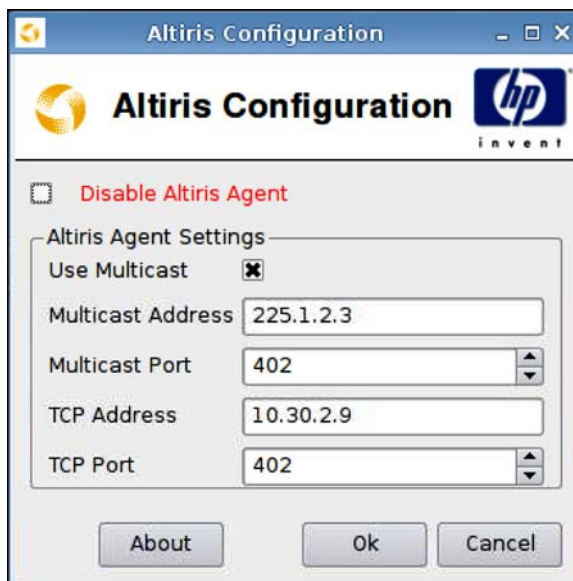 Altiris Configuration
Altiris Configuration
hp
invent
Disable Altiris Agent
Altiris Agent Settings
Use Multicast
Multicast Address 225.1.2.3
Multicast Port 402
TCP Address 10.30.2.9
TCP Port 402
About Ok Cancel